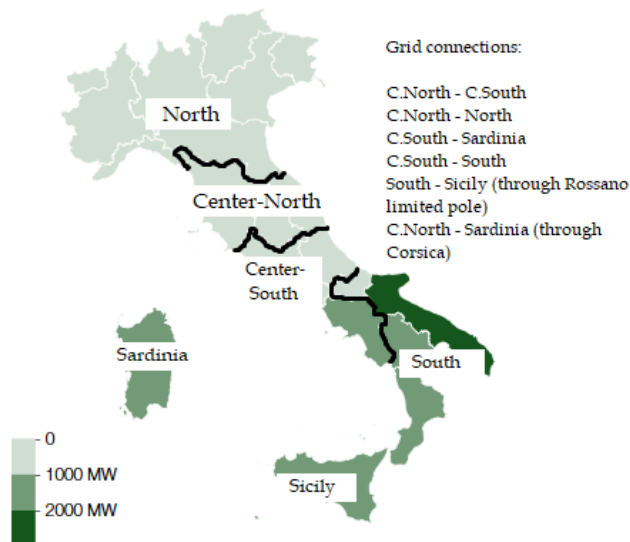 Grid connections:
C.North - C.South
C.North - North
C.South - Sardinia
C.South - South
South - Sicily (through Rossano
limited pole)
C.North - Sardinia (through
Corsica)
North
Center-North
Center-
South
Sardinia
South
Sicily
0
1000 MW
2000 MW